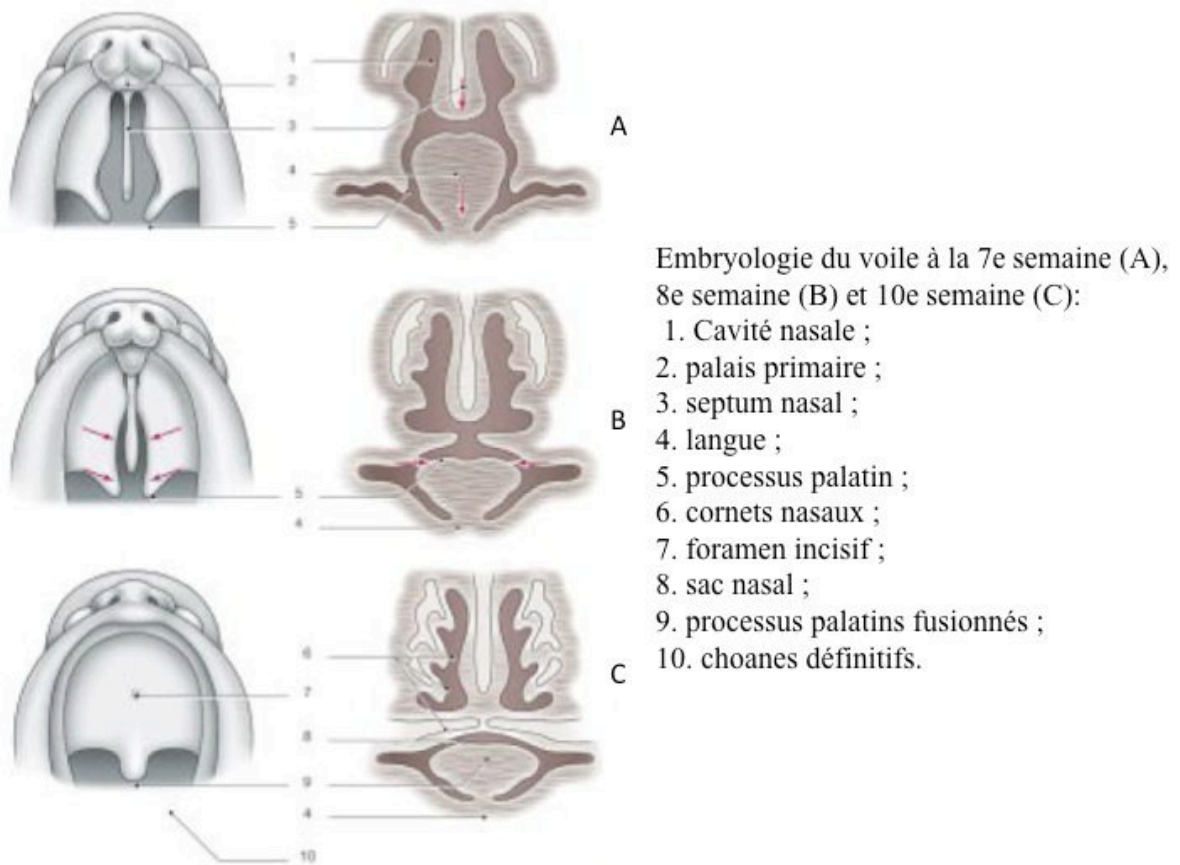 1
2
3
4
5
A
5
4
B
6
7
8
9
4
10
C
Embryologie du voile à la 7e semaine (A),
8e semaine (B) et 10e semaine (C):
1. Cavité nasale ;
2. palais primaire ;
3. septum nasal ;
4. langue ;
5. processus palatin ;
6. cornets nasaux ;
7. foramen incisif ;
8. sac nasal ;
9. processus palatins fusionnés ;
10. choanes définitifs.